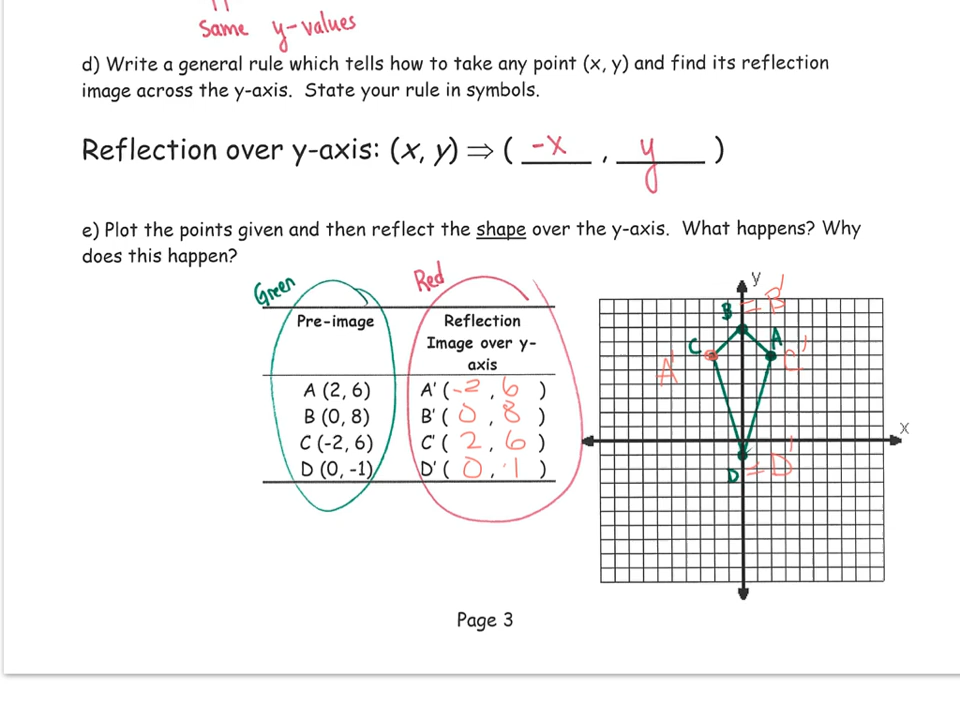 Same y-values
d) Write a general rule which tells how to take any point (x, y) and find its reflection
image across the y-axis. State your rule in symbols.
Reflection over y-axis: (x, y) ⇒ ( -x , y )
e) Plot the points given and then reflect the shape over the y-axis. What happens? Why
does this happen?
Green Red
Pre-image Reflection
Image over y-
axis
A (2, 6) A' (-2, 6 )
B (0, 8) B' ( 0, 8 )
C (-2, 6) C' ( 2, 6 )
D (0, -1) D' ( 0, -1 )
y
B = B'
C A
A' C'
x
D = D'
Page 3